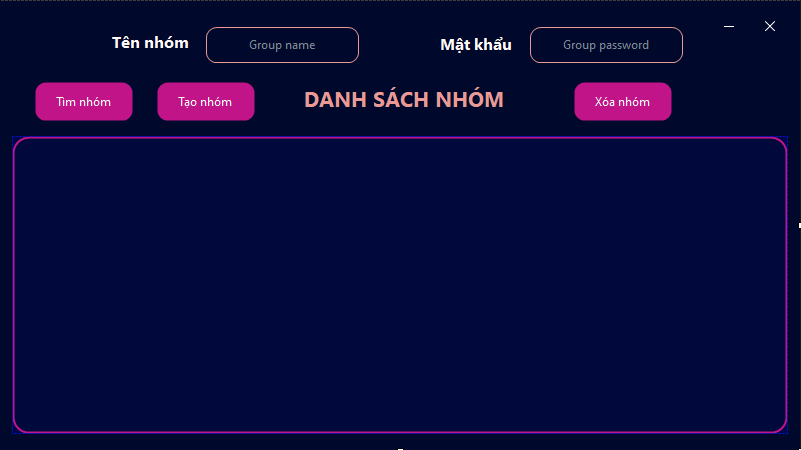 Tên nhóm
Group name
Mật khẩu
Group password
Tìm nhóm
Tạo nhóm
DANH SÁCH NHÓM
Xóa nhóm